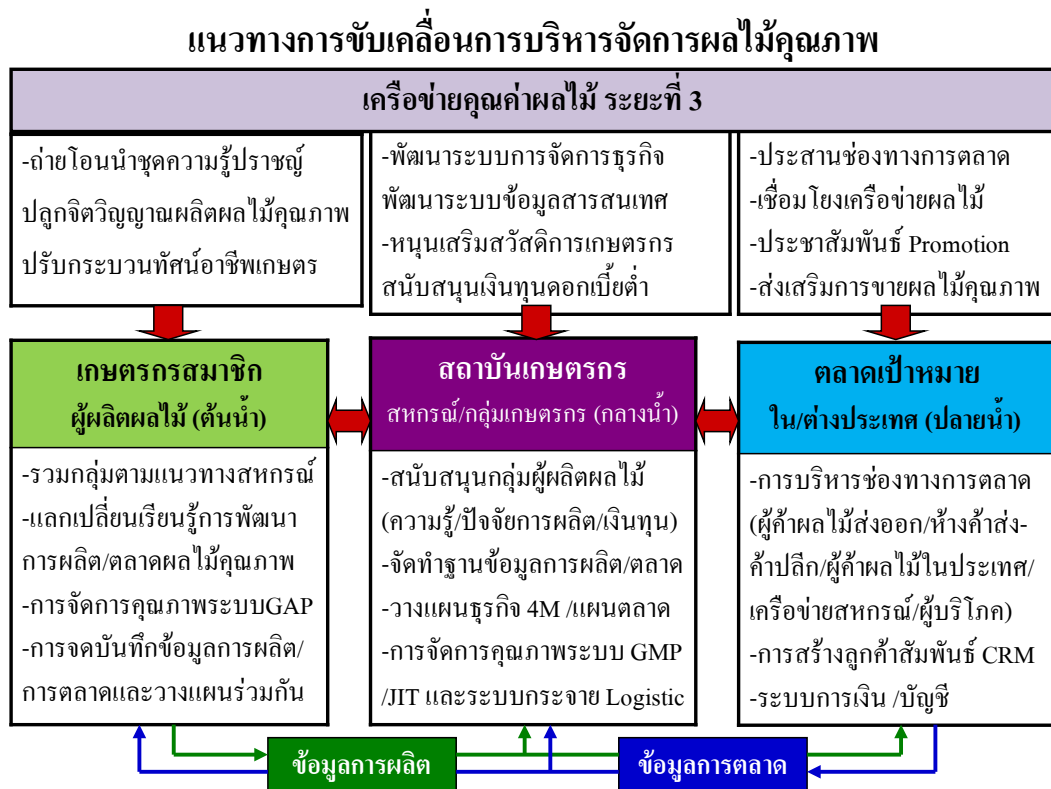 แนวทางการขับเคลื่อนการบริหารจัดการผลไม้คุณภาพ
เครือข่ายคุณค่าผลไม้ ระยะที่ 3
-ถ่ายโอนนำชุดความรู้ปราชญ์
ปลูกจิตวิญญาณผลิตผลไม้คุณภาพ
ปรับกระบวนทัศน์อาชีพเกษตร
-พัฒนาระบบการจัดการธุรกิจ
พัฒนาระบบข้อมูลสารสนเทศ
-หนุนเสริมสวัสดิการเกษตรกร
สนับสนุนเงินทุนดอกเบี้ยต่ำ
-ประสานช่องทางการตลาด
-เชื่อมโยงเครือข่ายผลไม้
-ประชาสัมพันธ์ Promotion
-ส่งเสริมการขายผลไม้คุณภาพ
เกษตรกรสมาชิก
ผู้ผลิตผลไม้ (ต้นน้ำ)
สถาบันเกษตรกร
สหกรณ์/กลุ่มเกษตรกร (กลางน้ำ)
ตลาดเป้าหมาย
ใน/ต่างประเทศ (ปลายน้ำ)
-รวมกลุ่มตามแนวทางสหกรณ์
-แลกเปลี่ยนเรียนรู้การพัฒนา
การผลิต/ตลาดผลไม้คุณภาพ
-การจัดการคุณภาพระบบGAP
-การจดบันทึกข้อมูลการผลิต/
การตลาดและวางแผนร่วมกัน
-สนับสนุนกลุ่มผู้ผลิตผลไม้
(ความรู้/ปัจจัยการผลิต/เงินทุน)
-จัดทำฐานข้อมูลการผลิต/ตลาด
-วางแผนธุรกิจ 4M /แผนตลาด
-การจัดการคุณภาพระบบ GMP
/JIT และระบบกระจาย Logistic
-การบริหารช่องทางการตลาด
(ผู้ค้าผลไม้ส่งออก/ห้างค้าส่ง-
ค้าปลีก/ผู้ค้าผลไม้ในประเทศ/
เครือข่ายสหกรณ์/ผู้บริโภค)
-การสร้างลูกค้าสัมพันธ์ CRM
-ระบบการเงิน /บัญชี
ข้อมูลการผลิต
ข้อมูลการตลาด